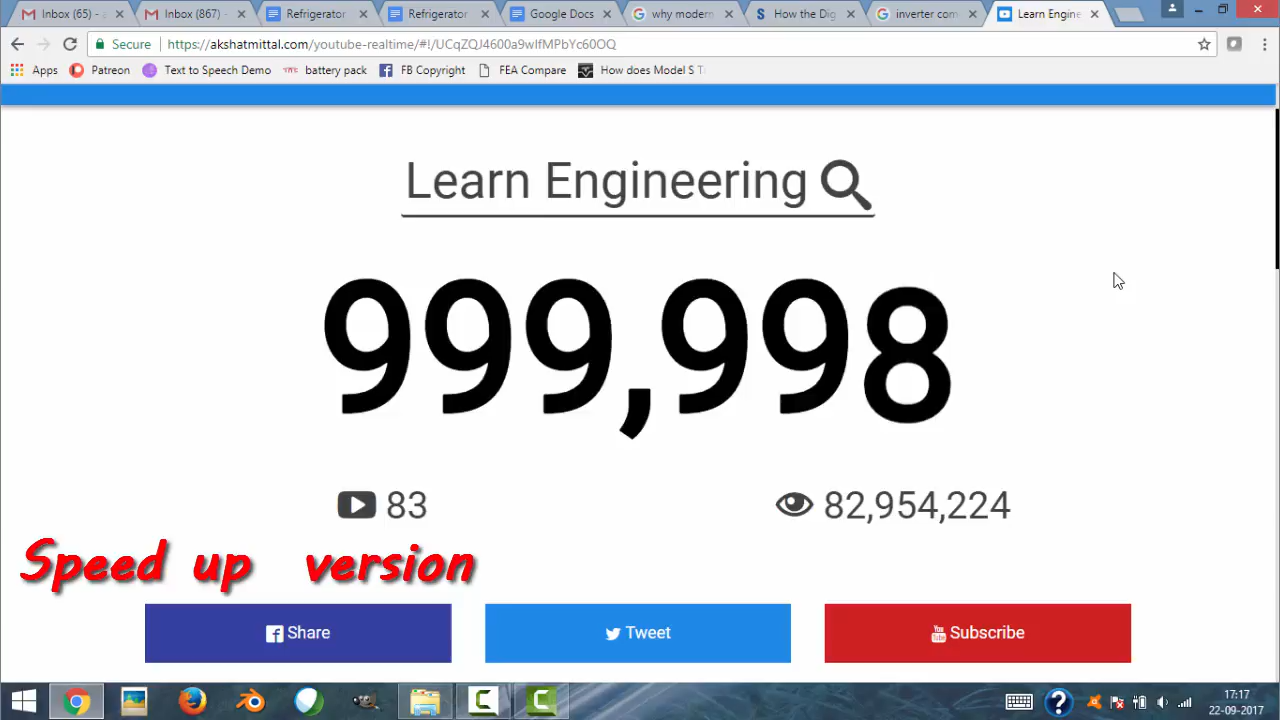 Inbox (65) -
Inbox (867) -
Refrigerator
Refrigerator
Google Docs
why modern
How the Dig
inverter com
Learn Engine
Secure
https://akshatmittal.com/youtube-realtime/#!/UCqZQJ4600a9wIfMPbYc60OQ
Apps
Patreon
Text to Speech Demo
battery pack
FB Copyright
FEA Compare
How does Model S T
Learn Engineering
999,998
83
82,954,224
Speed up version
Share
Tweet
Subscribe
17:17
22-09-2017